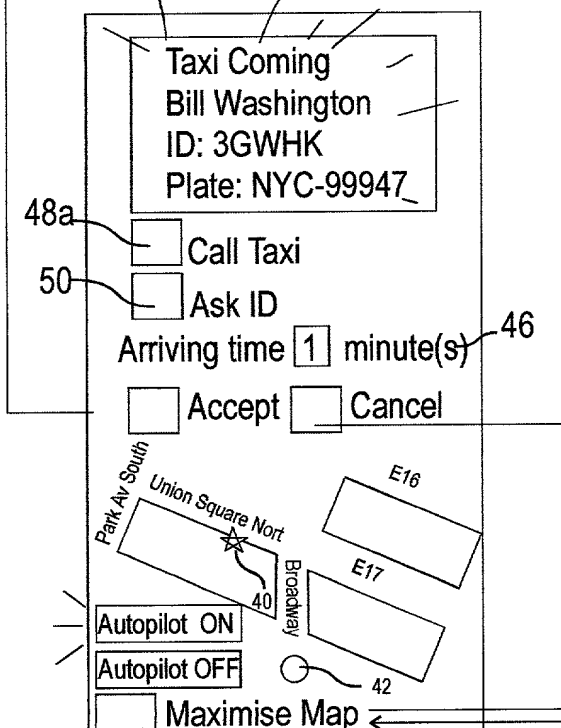 Taxi Coming
Bill Washington
ID: 3GWHK
Plate: NYC-99947
48a
Call Taxi
50
Ask ID
Arriving time 1 minute(s)
46
Accept
Cancel
Park Av South
Union Square Nort
E16
Broadway
E17
40
Autopilot ON
Autopilot OFF
42
Maximise Map